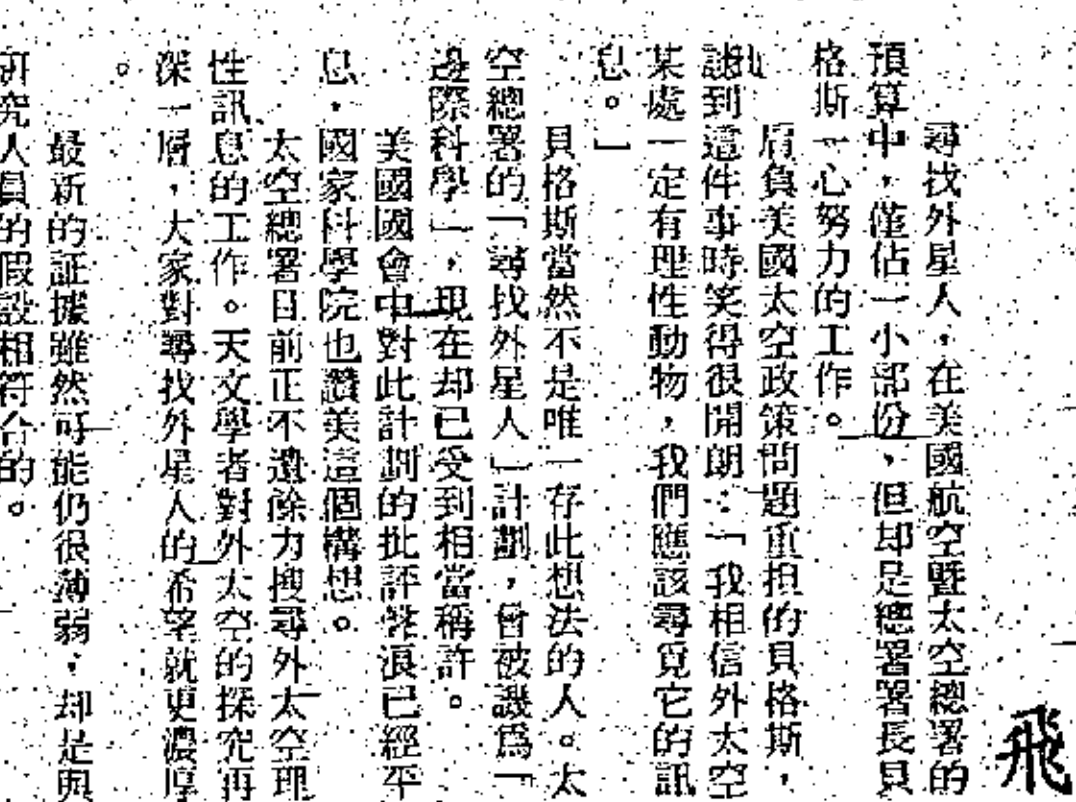 飛
尋找外星人，在美國航空暨太空總署的
預算中，僅佔一小部份，但却是總署署長貝
格斯一心努力的工作。
肩負美國太空政策問題重担的貝格斯，
談到這件事時笑得很開朗：「我相信外太空
某處一定有理性動物，我們應該尋覓它的訊
息。」
貝格斯當然不是唯一存此想法的人。太
空總署的「尋找外星人」計劃，曾被譏爲「
邊際科學」，現在却已受到相當稱許。
美國國會中對此計劃的批評聲浪已經平
息，國家科學院也讚美這個構想。
太空總署目前正不遺餘力搜尋外太空理
性訊息的工作。天文學者對外太空的探究再
深一層，大家對尋找外星人的希望就更濃厚
。
最新的証據雖然可能仍很薄弱，却是與
研究人員的假設相符合的。